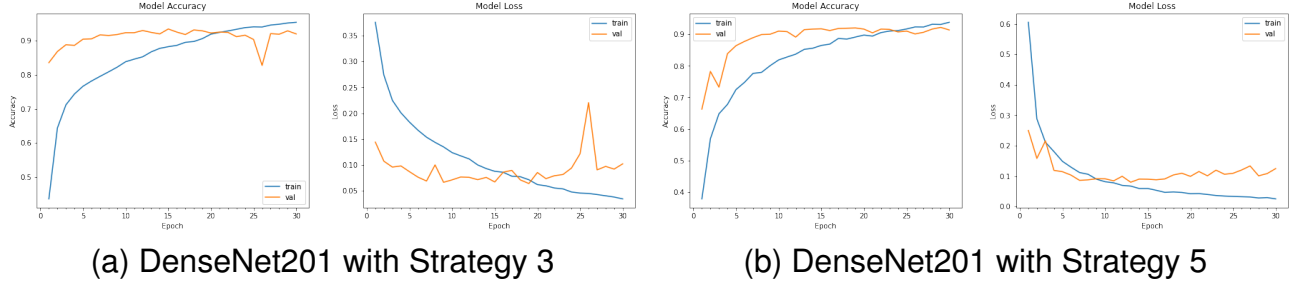 Model Accuracy
Accuracy
0.9
0.8
0.7
0.6
0.5
0 5 10 15 20 25 30
Epoch
train
val
Model Loss
Loss
0.35
0.30
0.25
0.20
0.15
0.10
0.05
0 5 10 15 20 25 30
Epoch
train
val
(a) DenseNet201 with Strategy 3
Model Accuracy
Accuracy
0.9
0.8
0.7
0.6
0.5
0.4
0 5 10 15 20 25 30
Epoch
train
val
Model Loss
Loss
0.6
0.5
0.4
0.3
0.2
0.1
0.0
0 5 10 15 20 25 30
Epoch
train
val
(b) DenseNet201 with Strategy 5